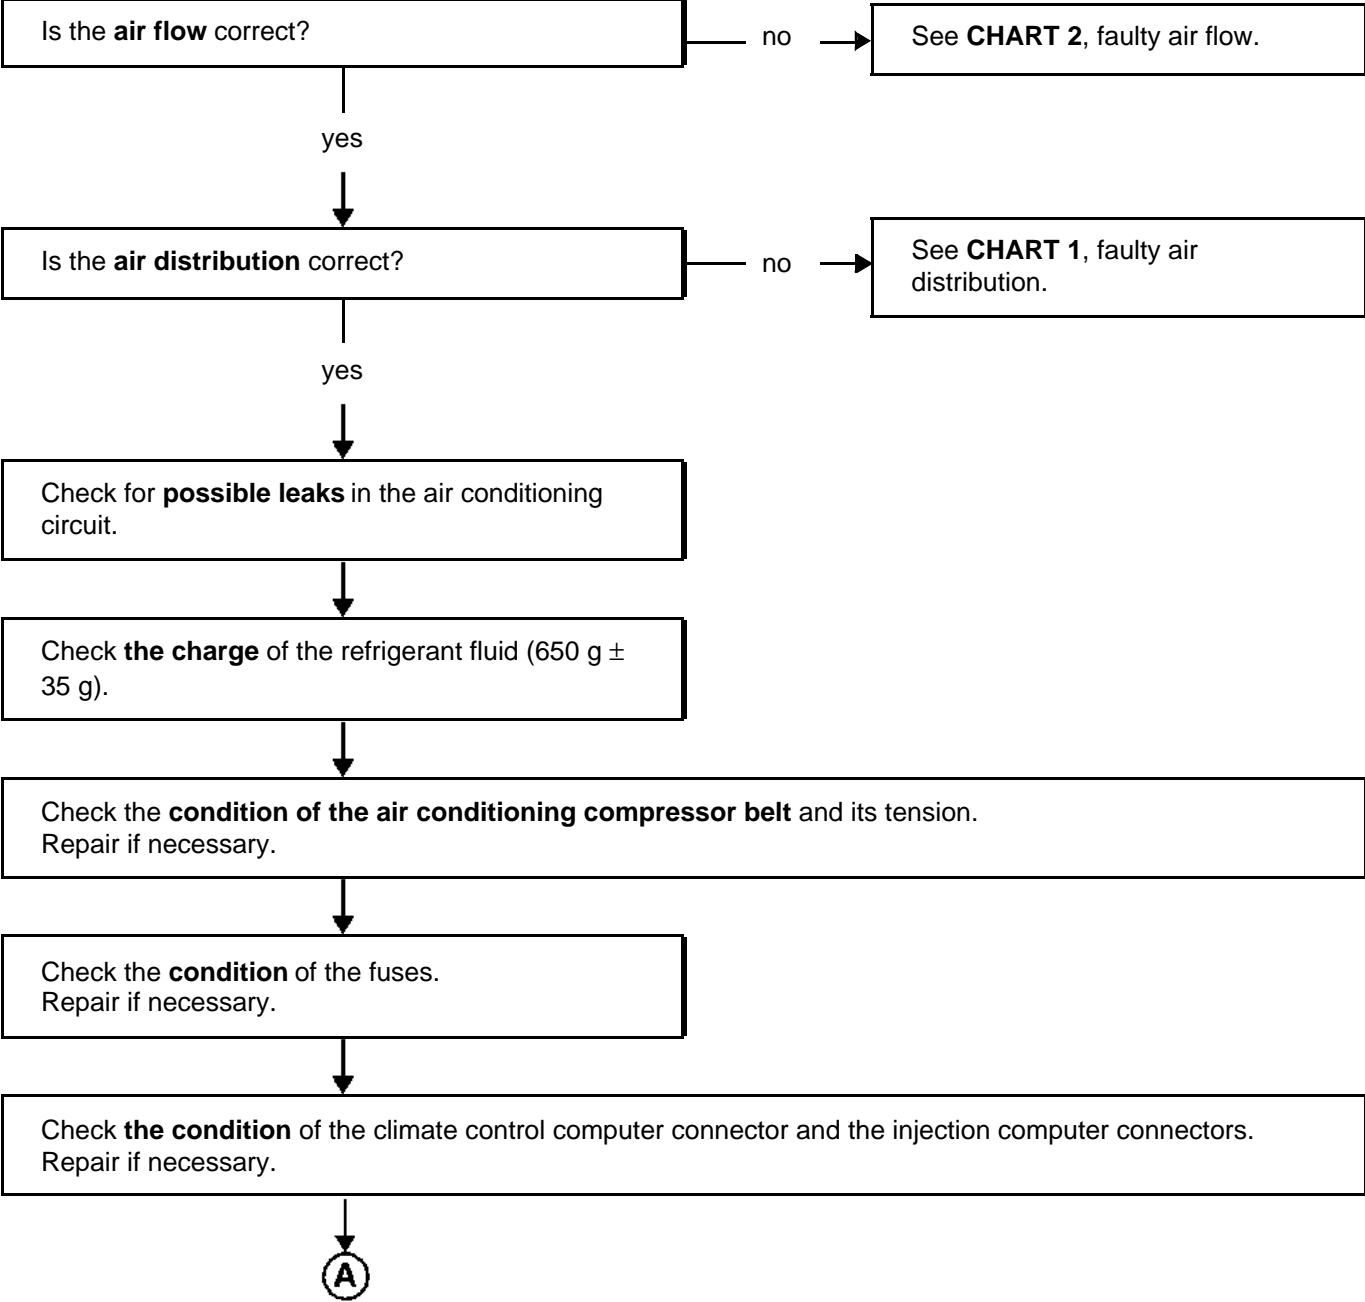 Is the air flow correct?
no
See CHART 2, faulty air flow.
yes
Is the air distribution correct?
no
See CHART 1, faulty air
distribution.
yes
Check for possible leaks in the air conditioning
circuit.
Check the charge of the refrigerant fluid (650 g ±
35 g).
Check the condition of the air conditioning compressor belt and its tension.
Repair if necessary.
Check the condition of the fuses.
Repair if necessary.
Check the condition of the climate control computer connector and the injection computer connectors.
Repair if necessary.
A